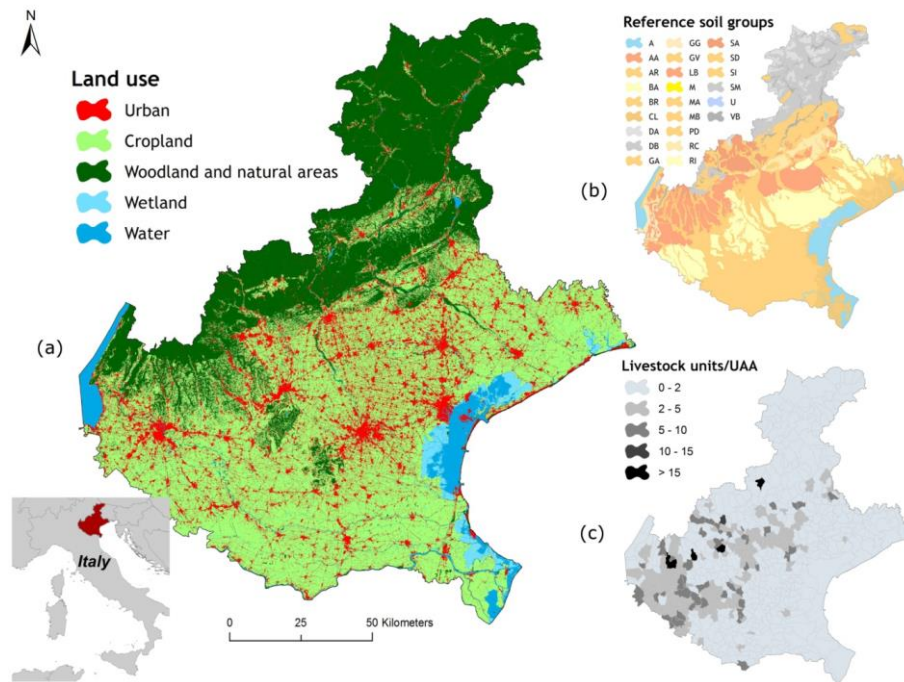 N
Land use
Urban
Cropland
Woodland and natural areas
Wetland
Water
(a)
Italy
0 25 50 Kilometers
Reference soil groups
A GG SA
AA GV SD
AR LB SI
BA M SM
BR MA U
CL MB VB
DA PD
DB RC
GA RI
(b)
Livestock units/UAA
0 - 2
2 - 5
5 - 10
10 - 15
> 15
(c)